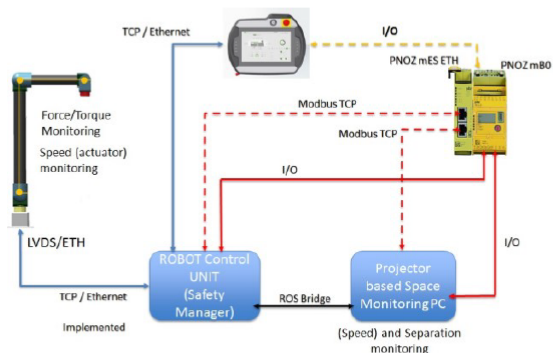 TCP / Ethernet
I/O
PNOZ mES ETH
PNOZ mB0
Force/Torque
Monitoring
Speed (actuator)
monitoring
Modbus TCP
Modbus TCP
I/O
I/O
LVDS/ETH
TCP / Ethernet
Implemented
ROBOT Control
UNIT
(Safety
Manager)
ROS Bridge
Projector
based Space
Monitoring PC
(Speed) and Separation
monitoring